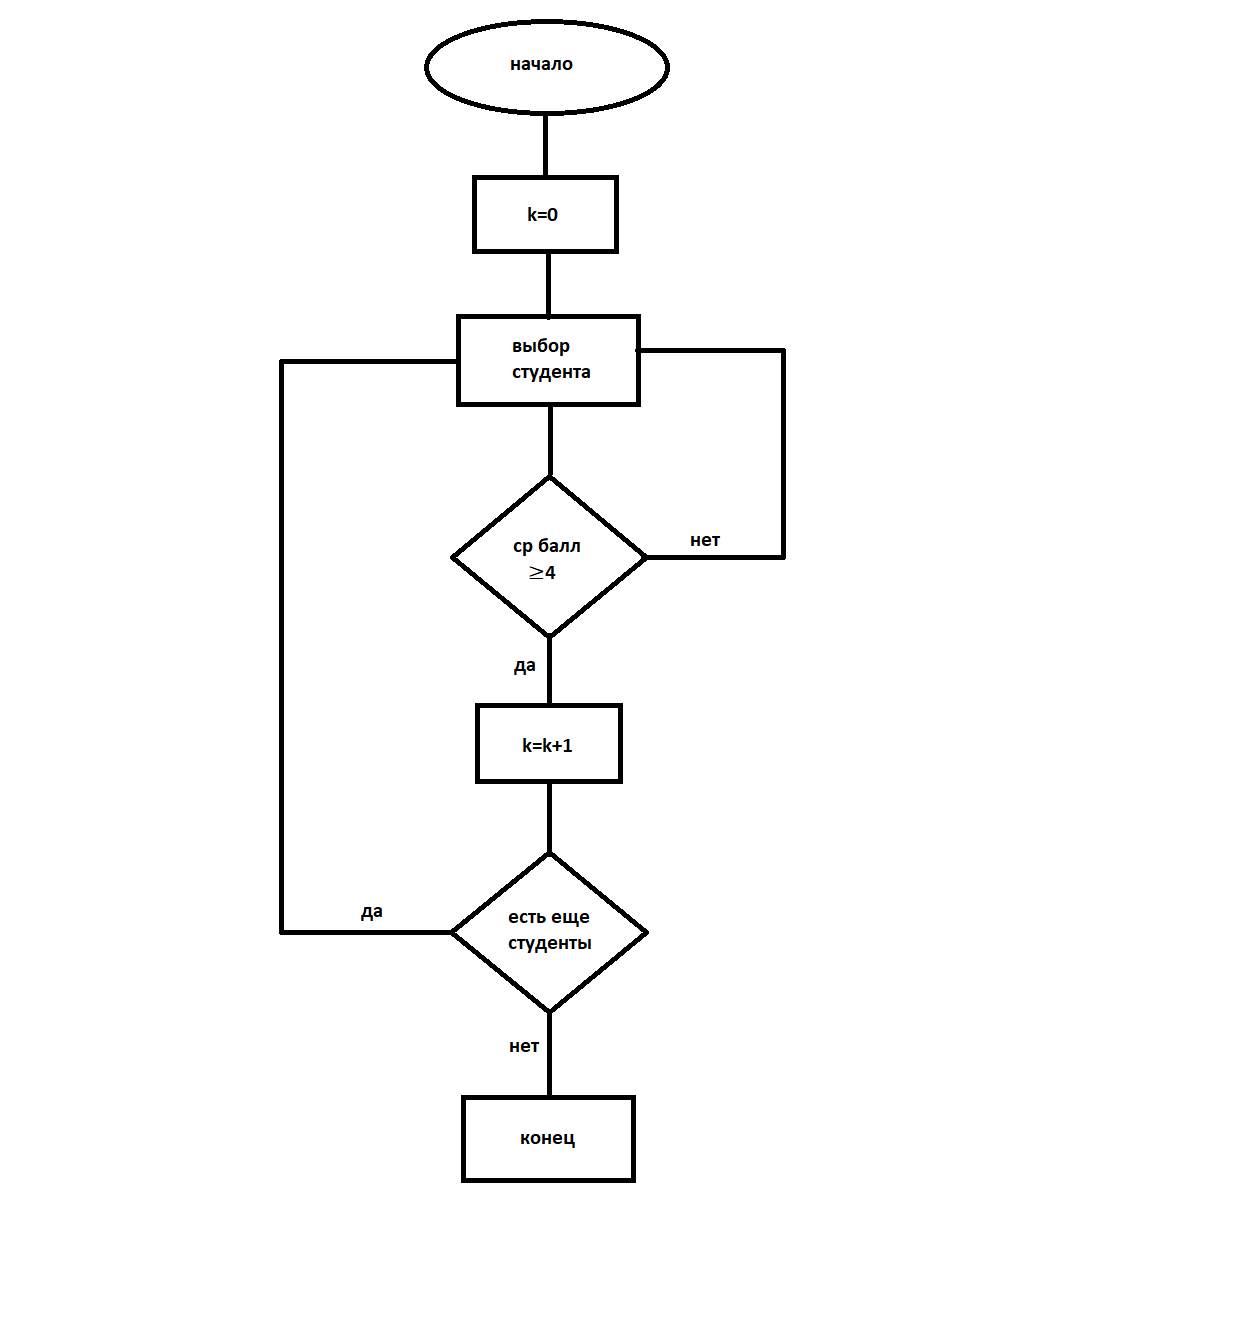 начало
k=0
выбор
студента
ср балл
≥4
нет
да
k=k+1
есть еще
студенты
да
нет
конец